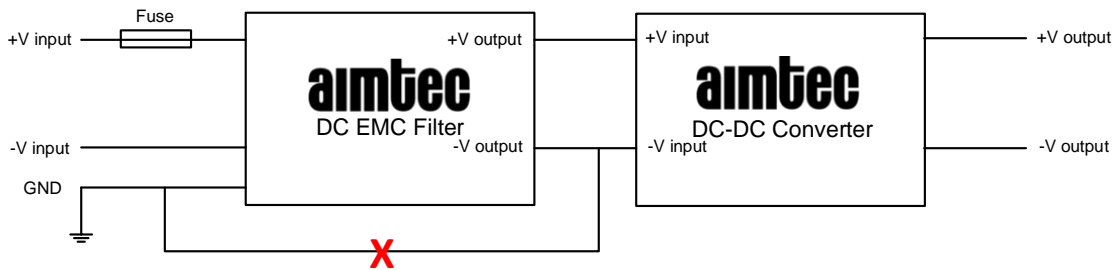 Fuse
+V input
+V output
+V input
+V output
aimtec
DC EMC Filter
aimtec
DC-DC Converter
-V input
-V output
-V input
-V output
GND
X